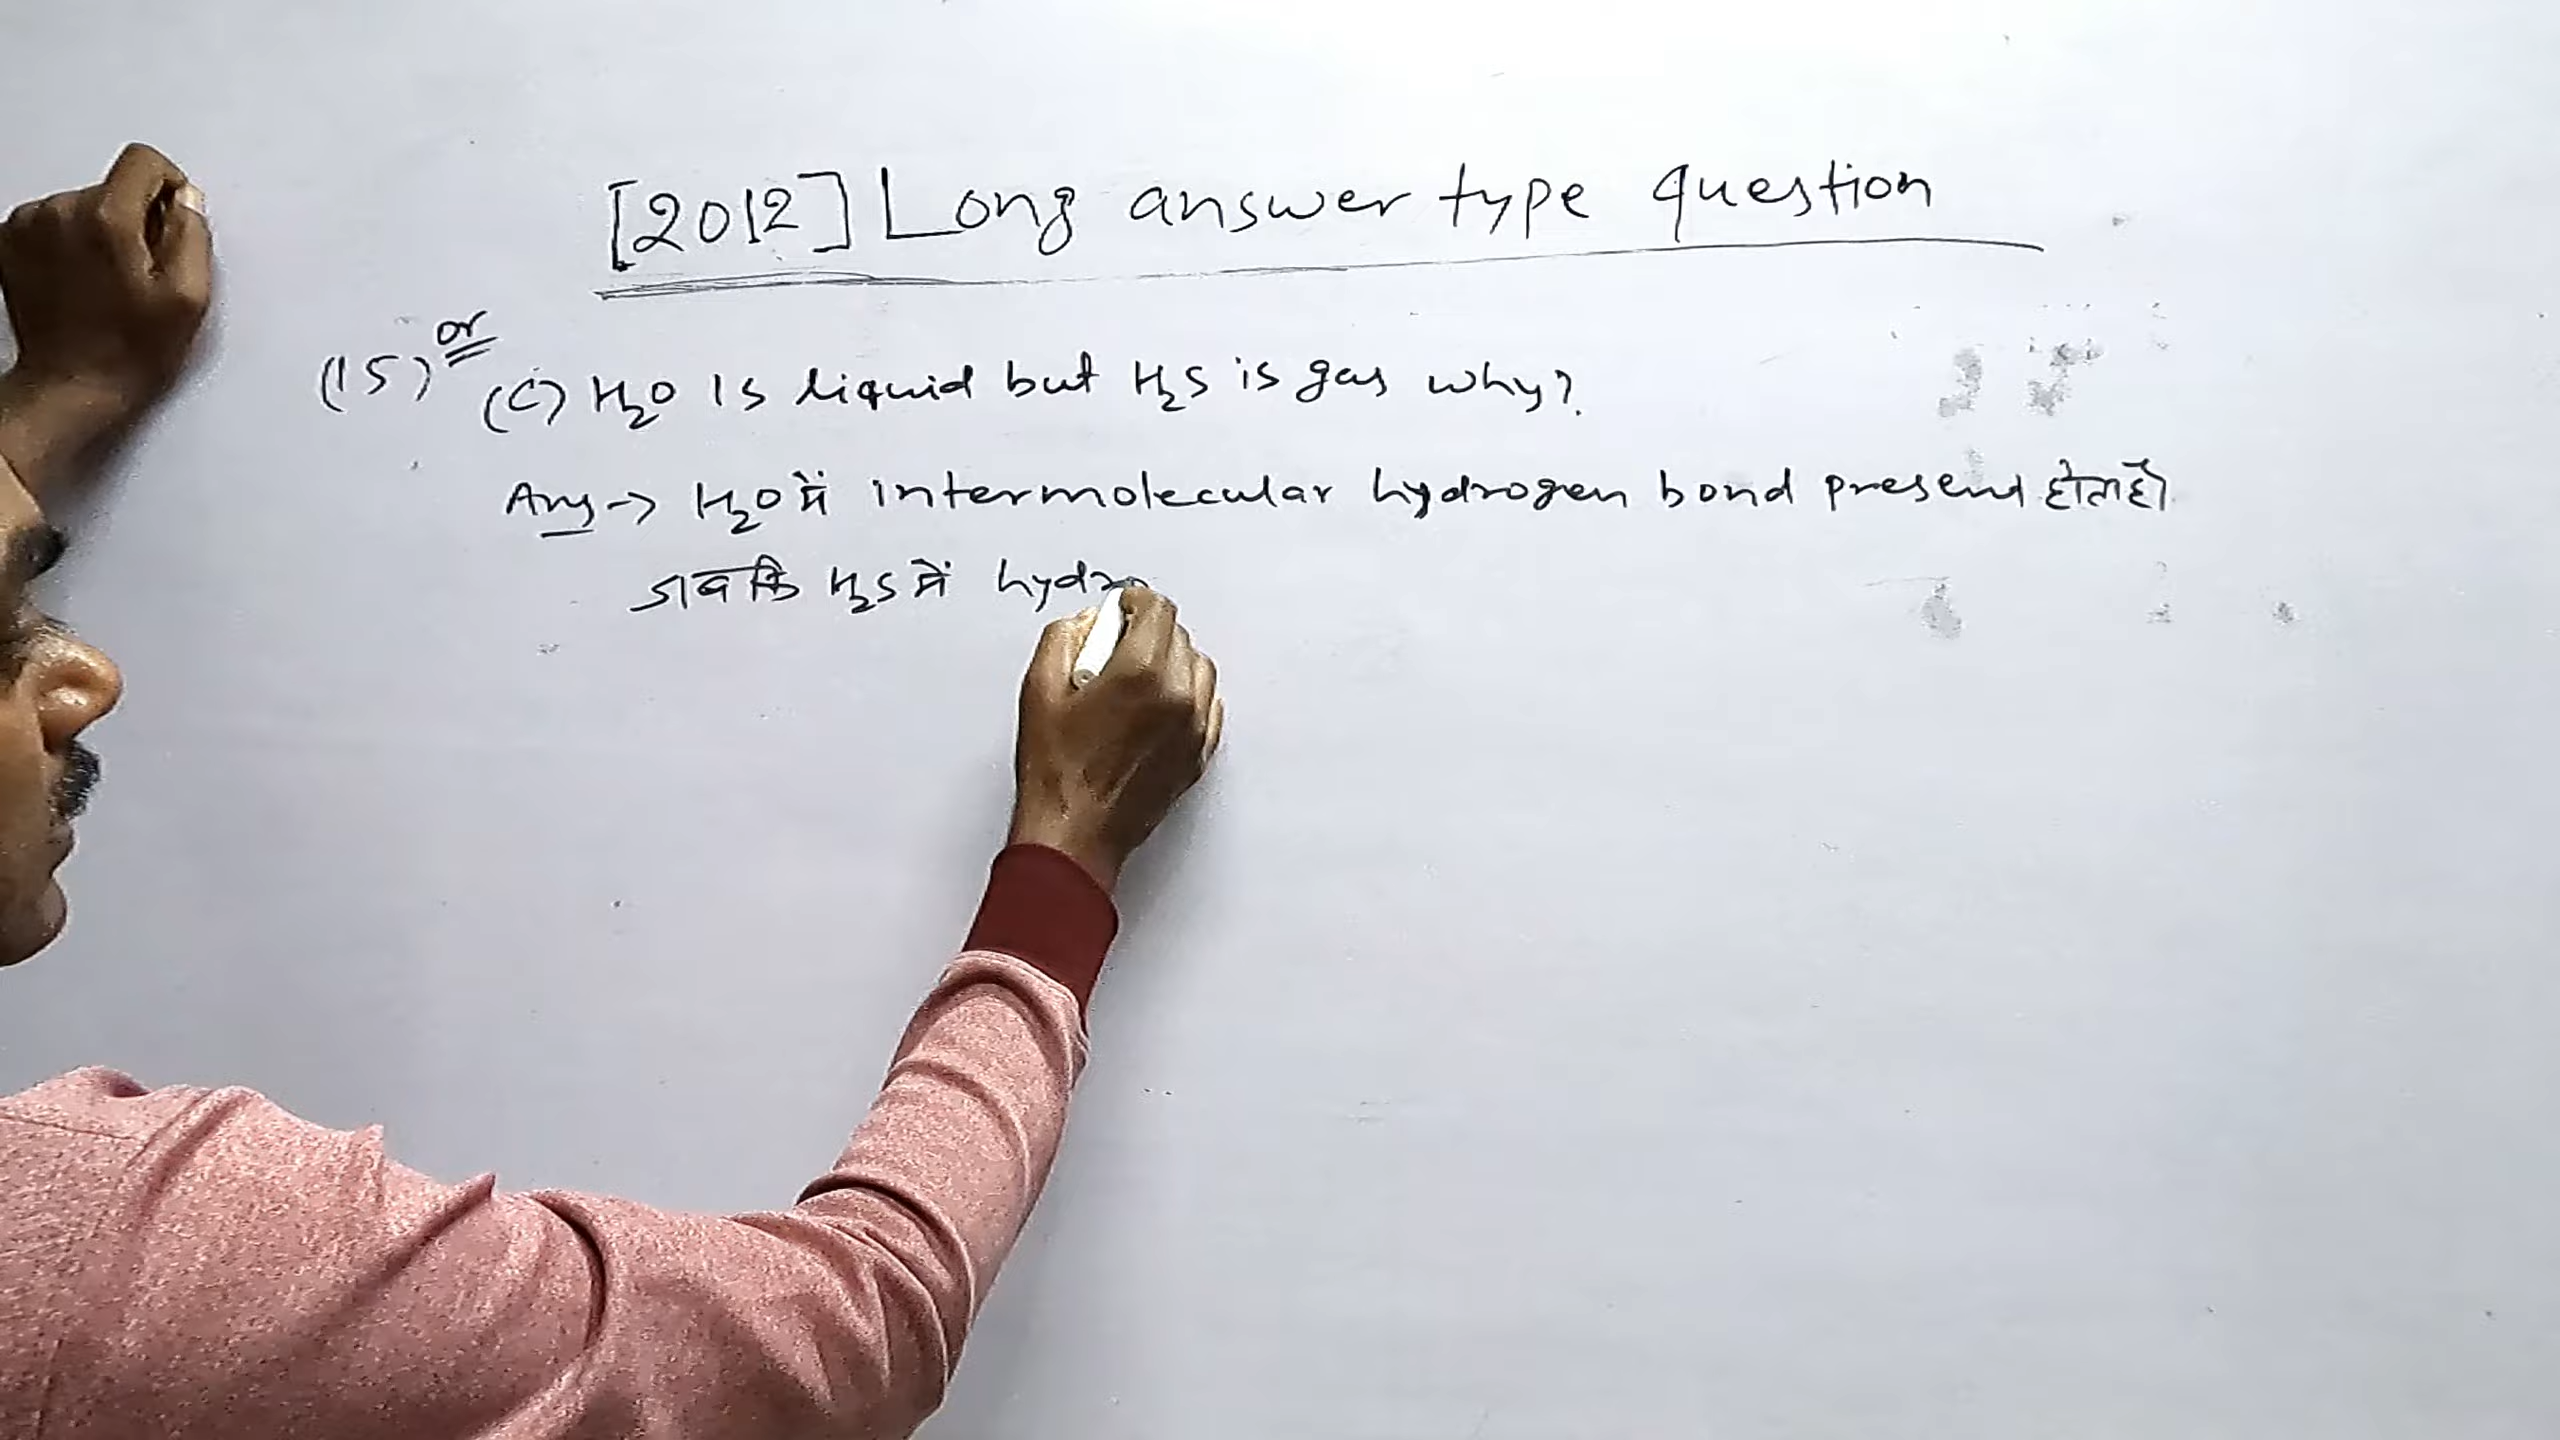 [2012] Long answer type question
(15) or (C) H₂O is liquid but H₂S is gas why?
Ans → H₂O में intermolecular hydrogen bond present होता है।
जबकि H₂S में hydro